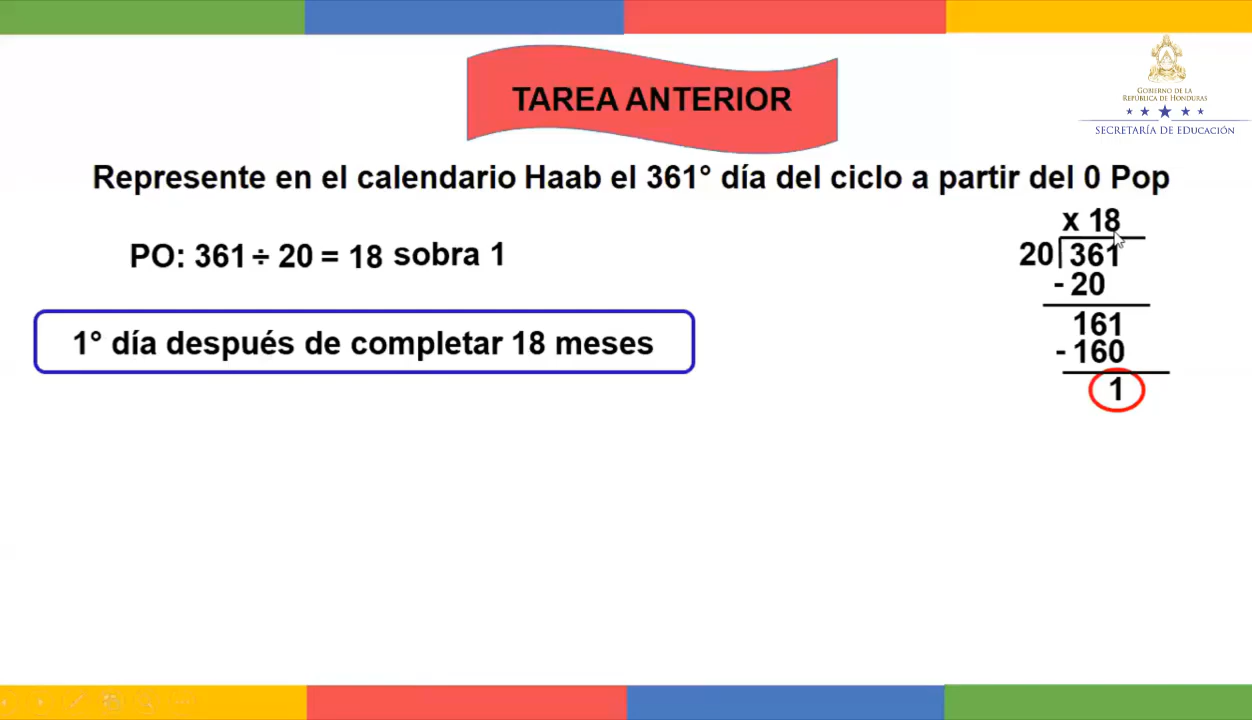 TAREA ANTERIOR
GOBIERNO DE LA
REPÚBLICA DE HONDURAS
SECRETARÍA DE EDUCACIÓN
Represente en el calendario Haab el 361° día del ciclo a partir del 0 Pop
PO: 361 ÷ 20 = 18 sobra 1
x 18
20 361
- 20
161
- 160
1
1° día después de completar 18 meses